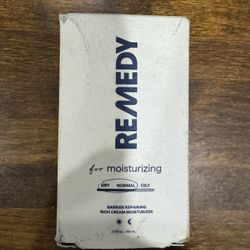 REMEDY
for moisturizing
DRY NORMAL OILY
BARRIER REPAIRING
RICH CREAM MOISTURIZER